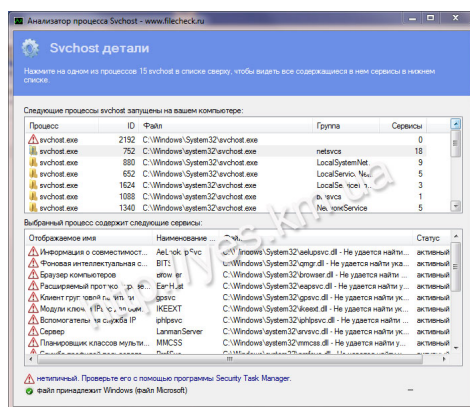 Анализатор процесса Svchost - www.filecheck.ru
Svchost детали
Нажмите на одном из процессов 15 svchost в списке сверху, чтобы видеть все содержащиеся в нем сервисы в нижнем
списке.
Следующие процессы svchost запущены на вашем компьютере:
Процесс ID Файл Группа Сервисы
svchost.exe 2192 C:\Windows\System32\svchost.exe 0
svchost.exe 752 C:\Windows\System32\svchost.exe netsvcs 18
svchost.exe 880 C:\Windows\System32\svchost.exe LocalSystemNet 9
svchost.exe 652 C:\Windows\System32\svchost.exe 5
svchost.exe 1624 C:\Windows\System32\svchost.exe 3
svchost.exe 1088 C:\Windows\System32\svchost.exe 1
svchost.exe 1340 C:\Windows\System32\svchost.exe NetworkService 5
Выбранный процесс содержит следующие сервисы:
Отображаемое имя Наименование ... Файл Статус
Информация о совместимост... C:\Windows\System32\aelupsvc.dll - Не удается найти... активный
Фоновая интеллектуальная с... BITS C:\Windows\System32\qmgr.dll - Не удается найти ука... активный
Браузер компьютеров C:\Windows\System32\browser.dll - Не удается найти ... активный
Расширяемый протокол C:\Windows\System32\eapsvc.dll - Не удается найти у... активный
Клиент групповой политики gpsvc C:\Windows\System32\gpsvc.dll - Не удается найти ук... активный
Модули ключей IKEEXT C:\Windows\System32\ikeext.dll - Не удается найти ук... активный
Вспомогательная служба IP iphlpsvc C:\Windows\System32\iphlpsvc.dll - Не удается найти ... активный
Сервер LanmanServer C:\Windows\System32\srvsvc.dll - Не удается найти у... активный
Планировщик классов мульти... MMCSS C:\Windows\System32\mmcss.dll - Не удается найти у... активный
нетипичный. Проверьте его с помощью программы Security Task Manager.
файл принадлежит Windows (файл Microsoft)